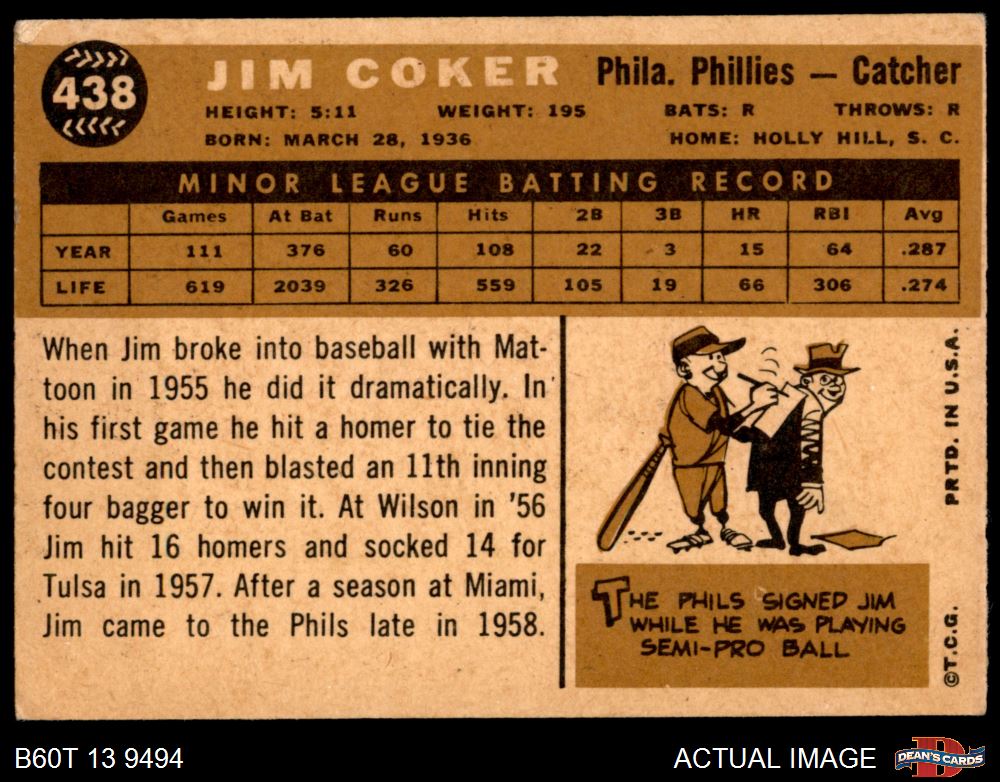 438
JIM COKER Phila. Phillies — Catcher
HEIGHT: 5:11 WEIGHT: 195 BATS: R THROWS: R
BORN: MARCH 28, 1936 HOME: HOLLY HILL, S. C.
MINOR LEAGUE BATTING RECORD
Games At Bat Runs Hits 2B 3B HR RBI Avg
YEAR 111 376 60 108 22 3 15 64 .287
LIFE 619 2039 326 559 105 19 66 306 .274
When Jim broke into baseball with Mat-
toon in 1955 he did it dramatically. In
his first game he hit a homer to tie the
contest and then blasted an 11th inning
four bagger to win it. At Wilson in '56
Jim hit 16 homers and socked 14 for
Tulsa in 1957. After a season at Miami,
Jim came to the Phils late in 1958.
THE PHILS SIGNED JIM
WHILE HE WAS PLAYING
SEMI-PRO BALL
©T.C.G. PRTD. IN U.S.A.
B60T 13 9494 ACTUAL IMAGE
D
DEAN'S CARDS